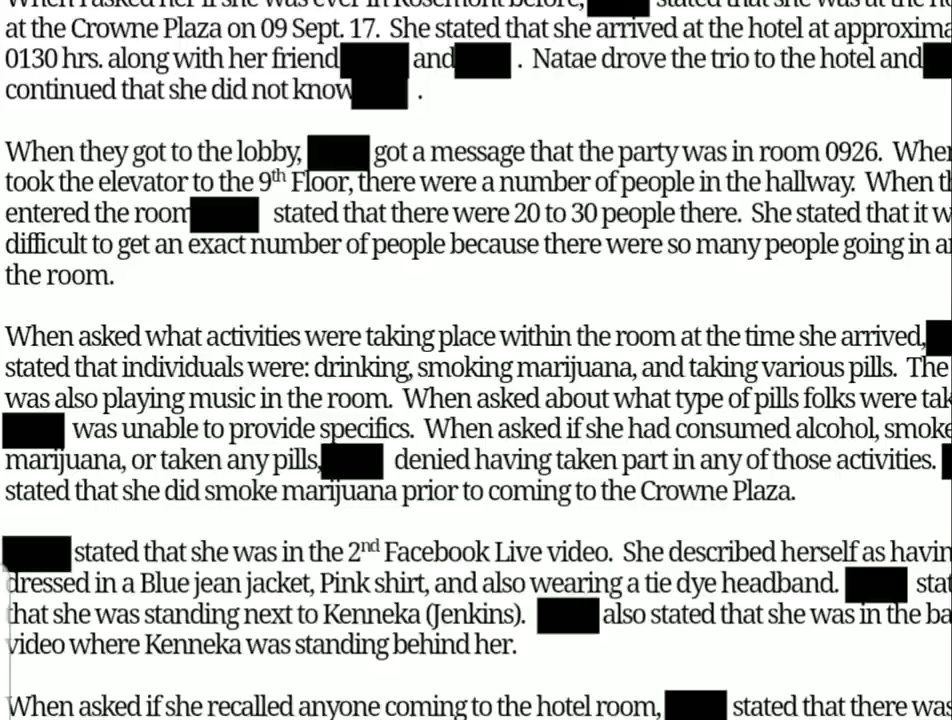 When I asked her if she was ever in Rosemont before, stated that she was at the
at the Crowne Plaza on 09 Sept. 17. She stated that she arrived at the hotel at approxima
0130 hrs. along with her friend and . Natae drove the trio to the hotel and
continued that she did not know .
When they got to the lobby, got a message that the party was in room 0926. When
took the elevator to the 9th Floor, there were a number of people in the hallway. When th
entered the room stated that there were 20 to 30 people there. She stated that it w
difficult to get an exact number of people because there were so many people going in a
the room.
When asked what activities were taking place within the room at the time she arrived,
stated that individuals were: drinking, smoking marijuana, and taking various pills. The
was also playing music in the room. When asked about what type of pills folks were tak
was unable to provide specifics. When asked if she had consumed alcohol, smoke
marijuana, or taken any pills, denied having taken part in any of those activities.
stated that she did smoke marijuana prior to coming to the Crowne Plaza.
stated that she was in the 2nd Facebook Live video. She described herself as havin
dressed in a Blue jean jacket, Pink shirt, and also wearing a tie dye headband. sta
that she was standing next to Kenneka (Jenkins). also stated that she was in the ba
video where Kenneka was standing behind her.
When asked if she recalled anyone coming to the hotel room, stated that there was